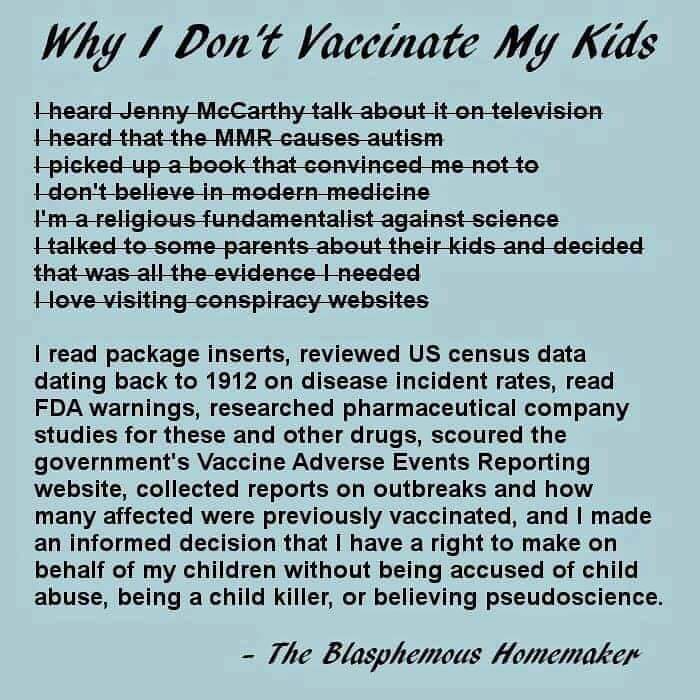 Why I Don't Vaccinate My Kids
I heard Jenny McCarthy talk about it on television
I heard that the MMR causes autism
I picked up a book that convinced me not to
I don't believe in modern medicine
I'm a religious fundamentalist against science
I talked to some parents about their kids and decided
that was all the evidence I needed
I love visiting conspiracy websites
I read package inserts, reviewed US census data
dating back to 1912 on disease incident rates, read
FDA warnings, researched pharmaceutical company
studies for these and other drugs, scoured the
government's Vaccine Adverse Events Reporting
website, collected reports on outbreaks and how
many affected were previously vaccinated, and I made
an informed decision that I have a right to make on
behalf of my children without being accused of child
abuse, being a child killer, or believing pseudoscience.
- The Blasphemous Homemaker